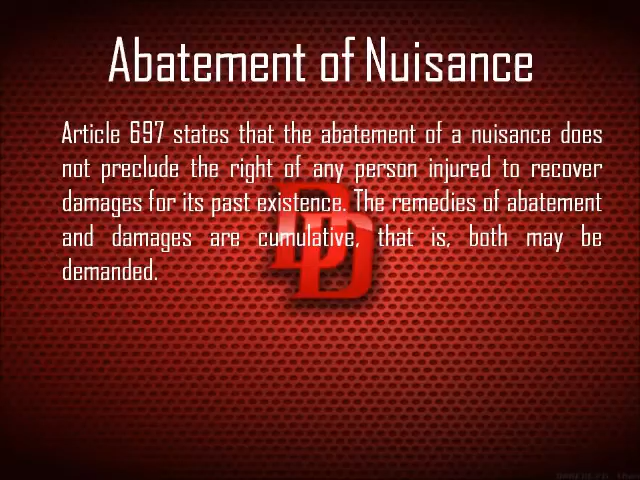 Abatement of Nuisance
Article 697 states that the abatement of a nuisance does
not preclude the right of any person injured to recover
damages for its past existence. The remedies of abatement
and damages are cumulative, that is, both may be
demanded.
DD